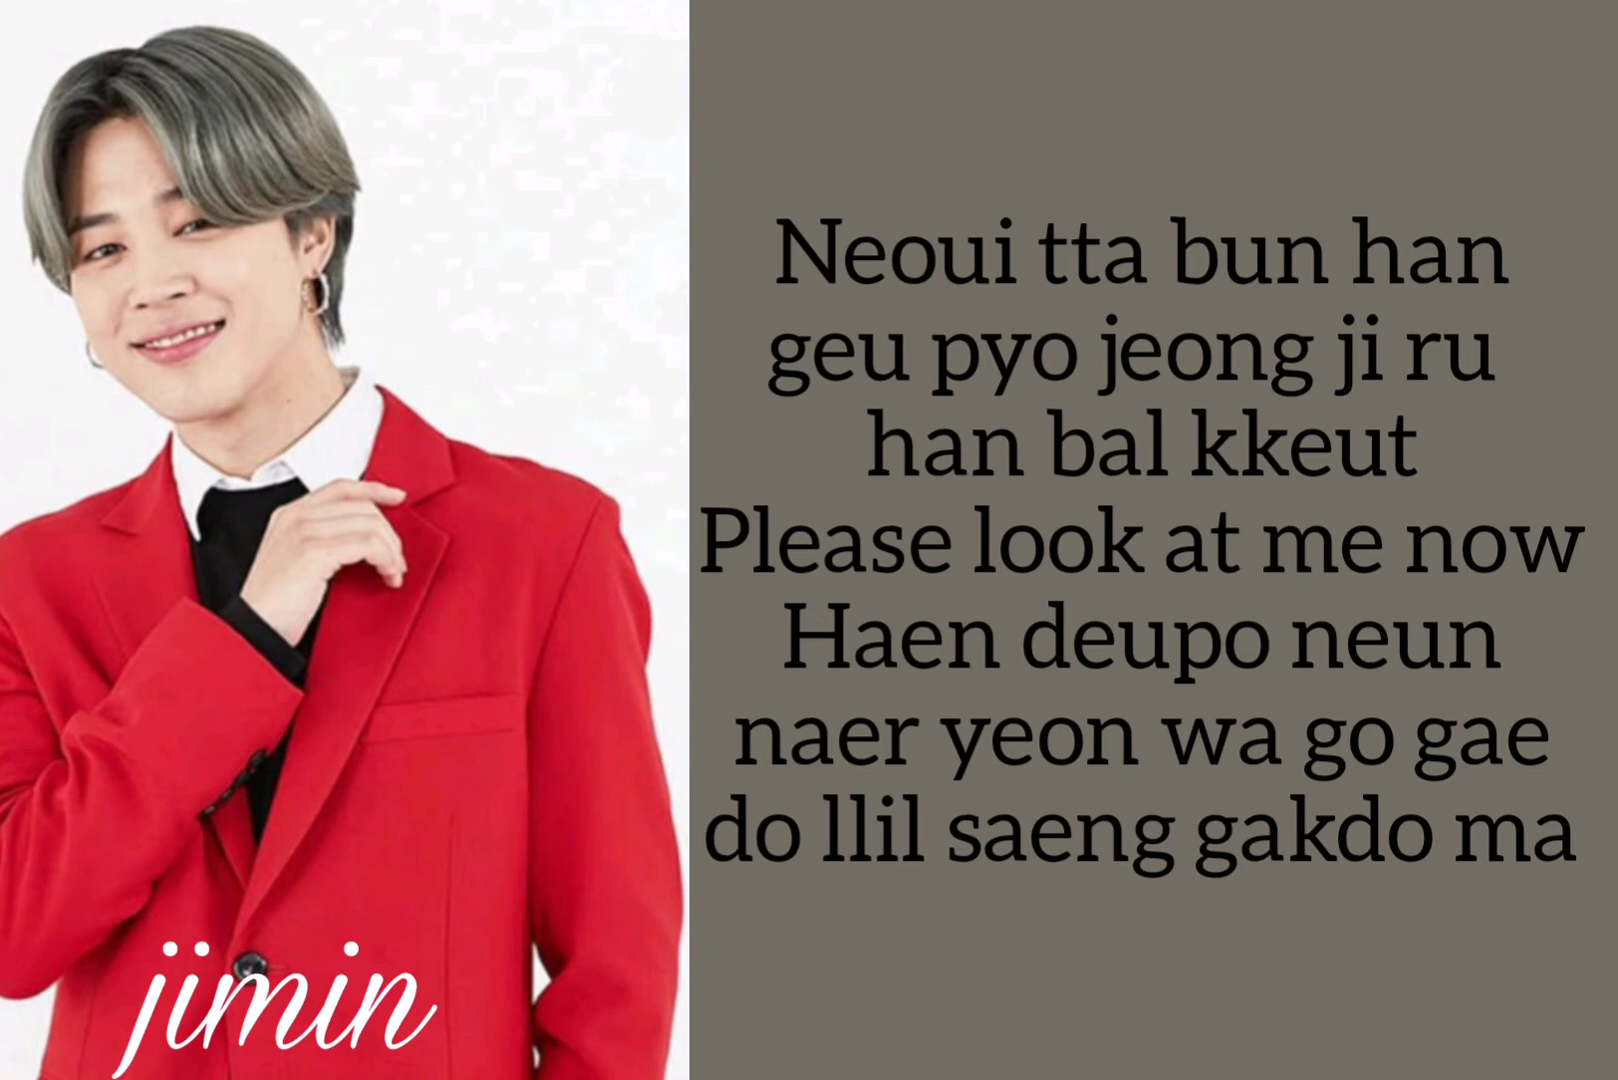 Neoui tta bun han
geu pyo jeong ji ru
han bal kkeut
Please look at me now
Haen deupo neun
naer yeon wa go gae
do llil saeng gakdo ma
jimin